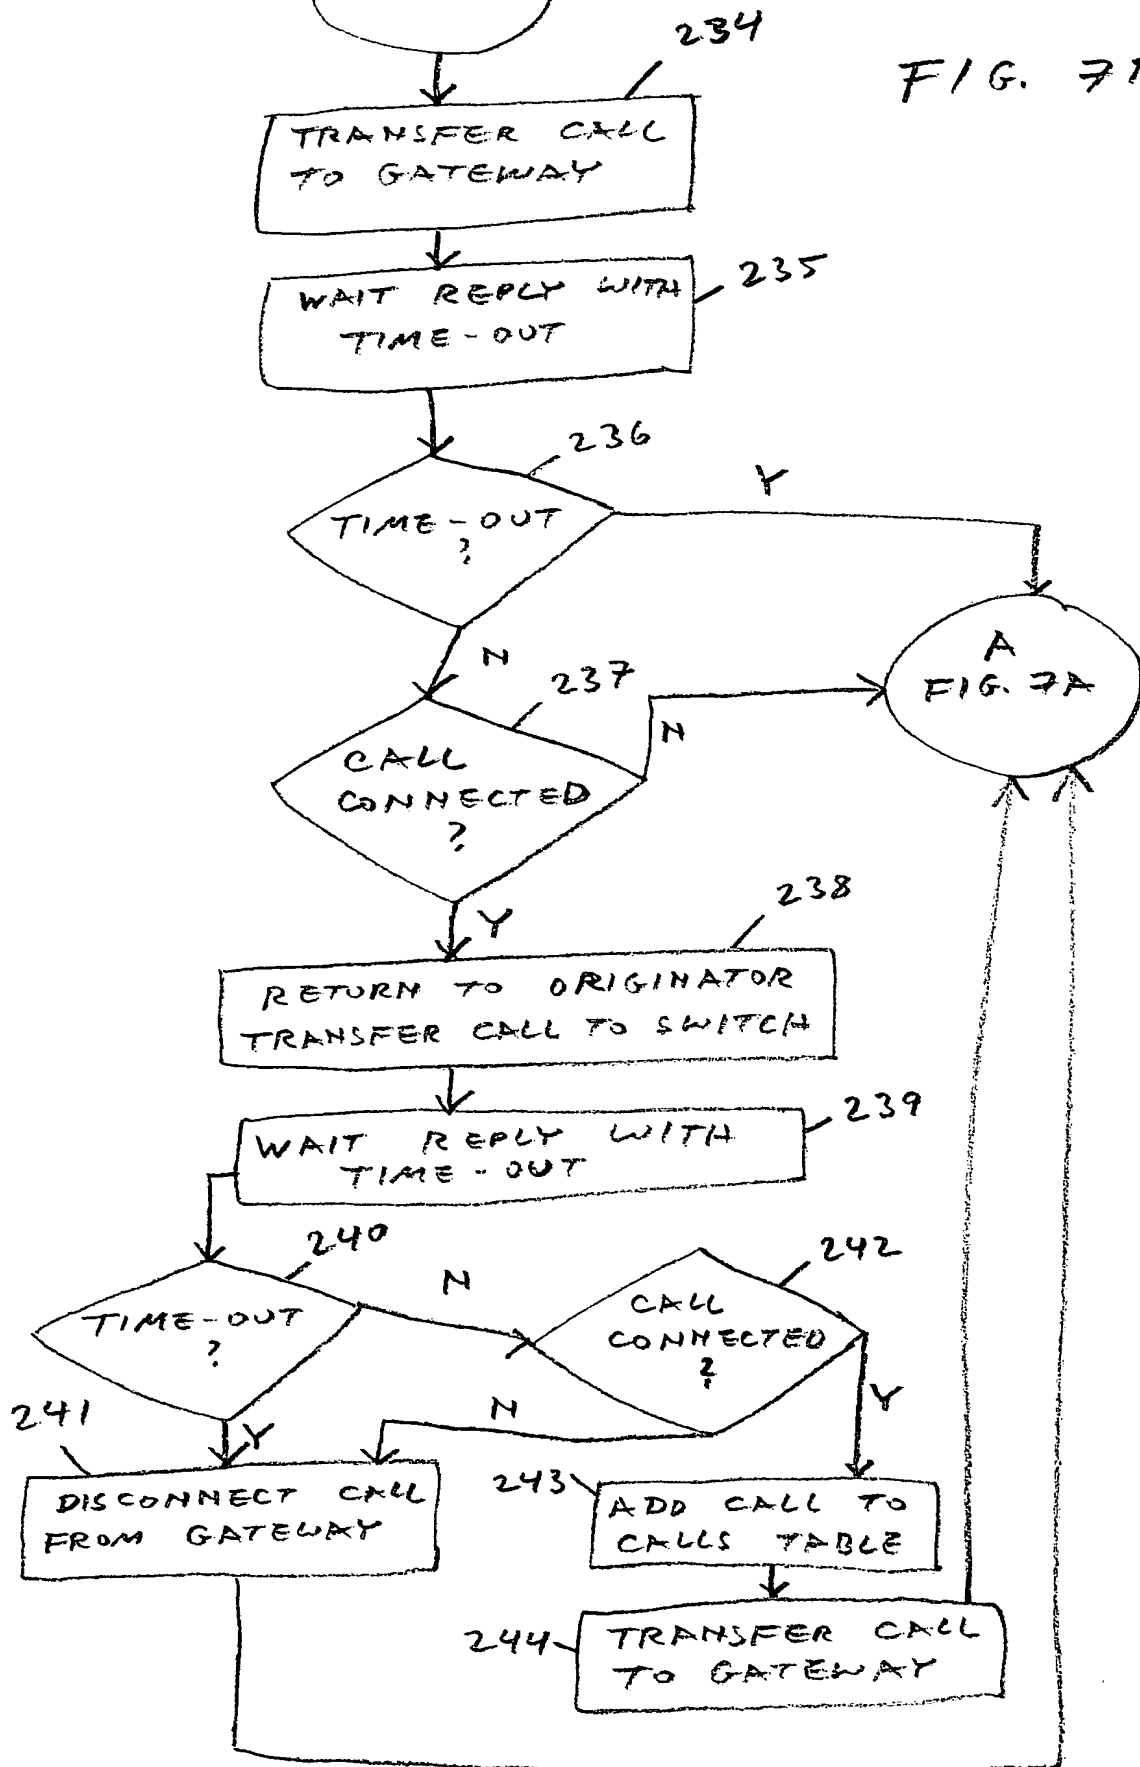 234
FIG. 7
TRANSFER CALL
TO GATEWAY
235
WAIT REPLY WITH
TIME-OUT
236
Y
TIME-OUT
?
A
FIG. 7A
N
237
N
CALL
CONNECTED
?
238
Y
RETURN TO ORIGINATOR
TRANSFER CALL TO SWITCH
239
WAIT REPLY WITH
TIME-OUT
240
N
242
TIME-OUT
?
CALL
CONNECTED
?
241
Y
N
Y
DISCONNECT CALL
FROM GATEWAY
243
ADD CALL TO
CALLS TABLE
244
TRANSFER CALL
TO GATEWAY